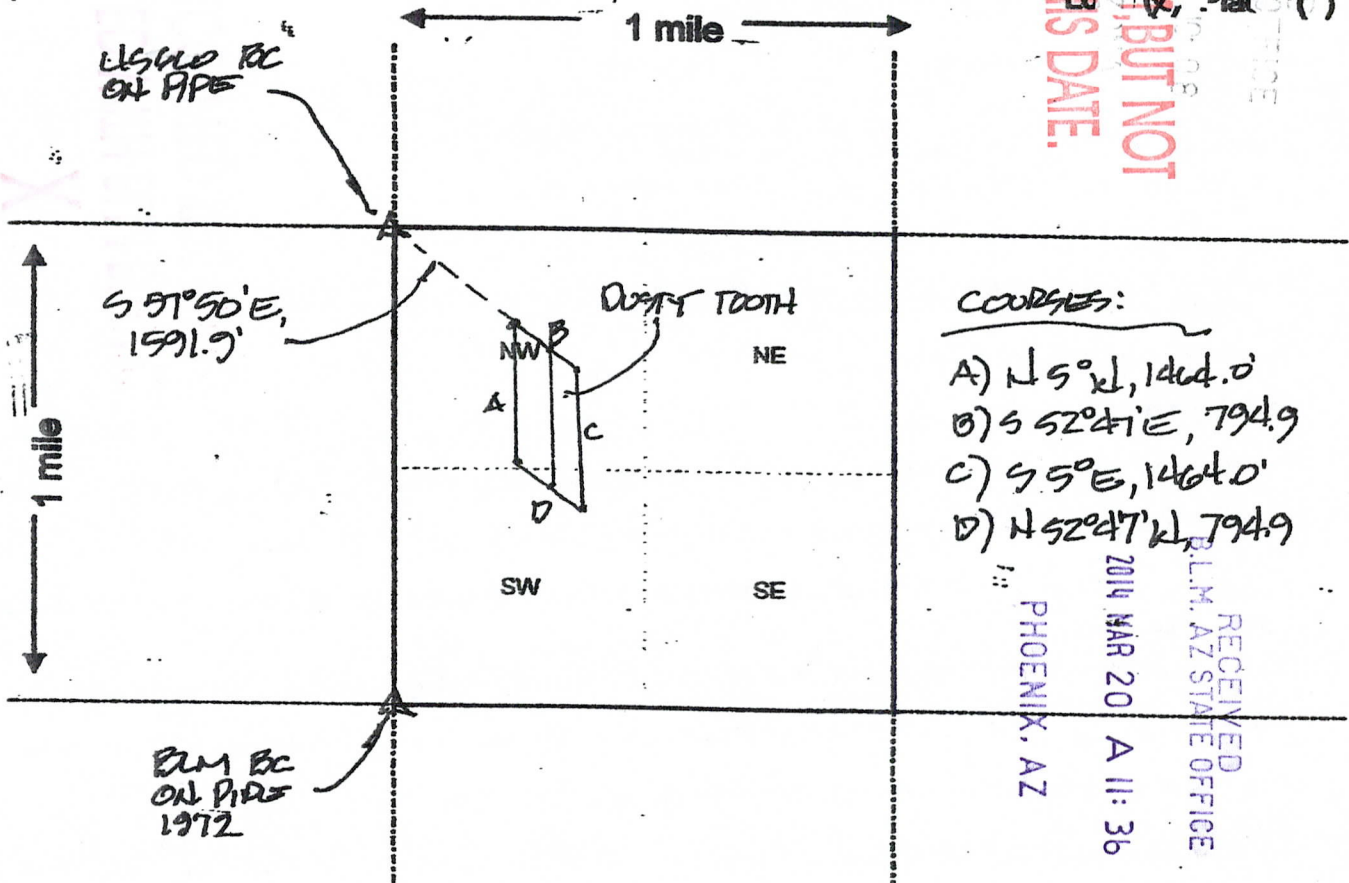 1 mile
BUT NOT
IS DATE.
USGLO BC
ON PIPE
S 57°50'E,
1591.9'
1 mile
DUSTY TOOTH
NW
B
NE
A
C
D
SW
SE
COURSES:
A) N 5°W, 1464.0'
B) S 52°47'E, 794.9
C) S 5°E, 1464.0'
D) N 52°47'W, 794.9
RECEIVED
B.L.M. AZ STATE OFFICE
2014 MAR 20 A 11:36
PHOENIX, AZ
BLM BC
ON PIPE
1972